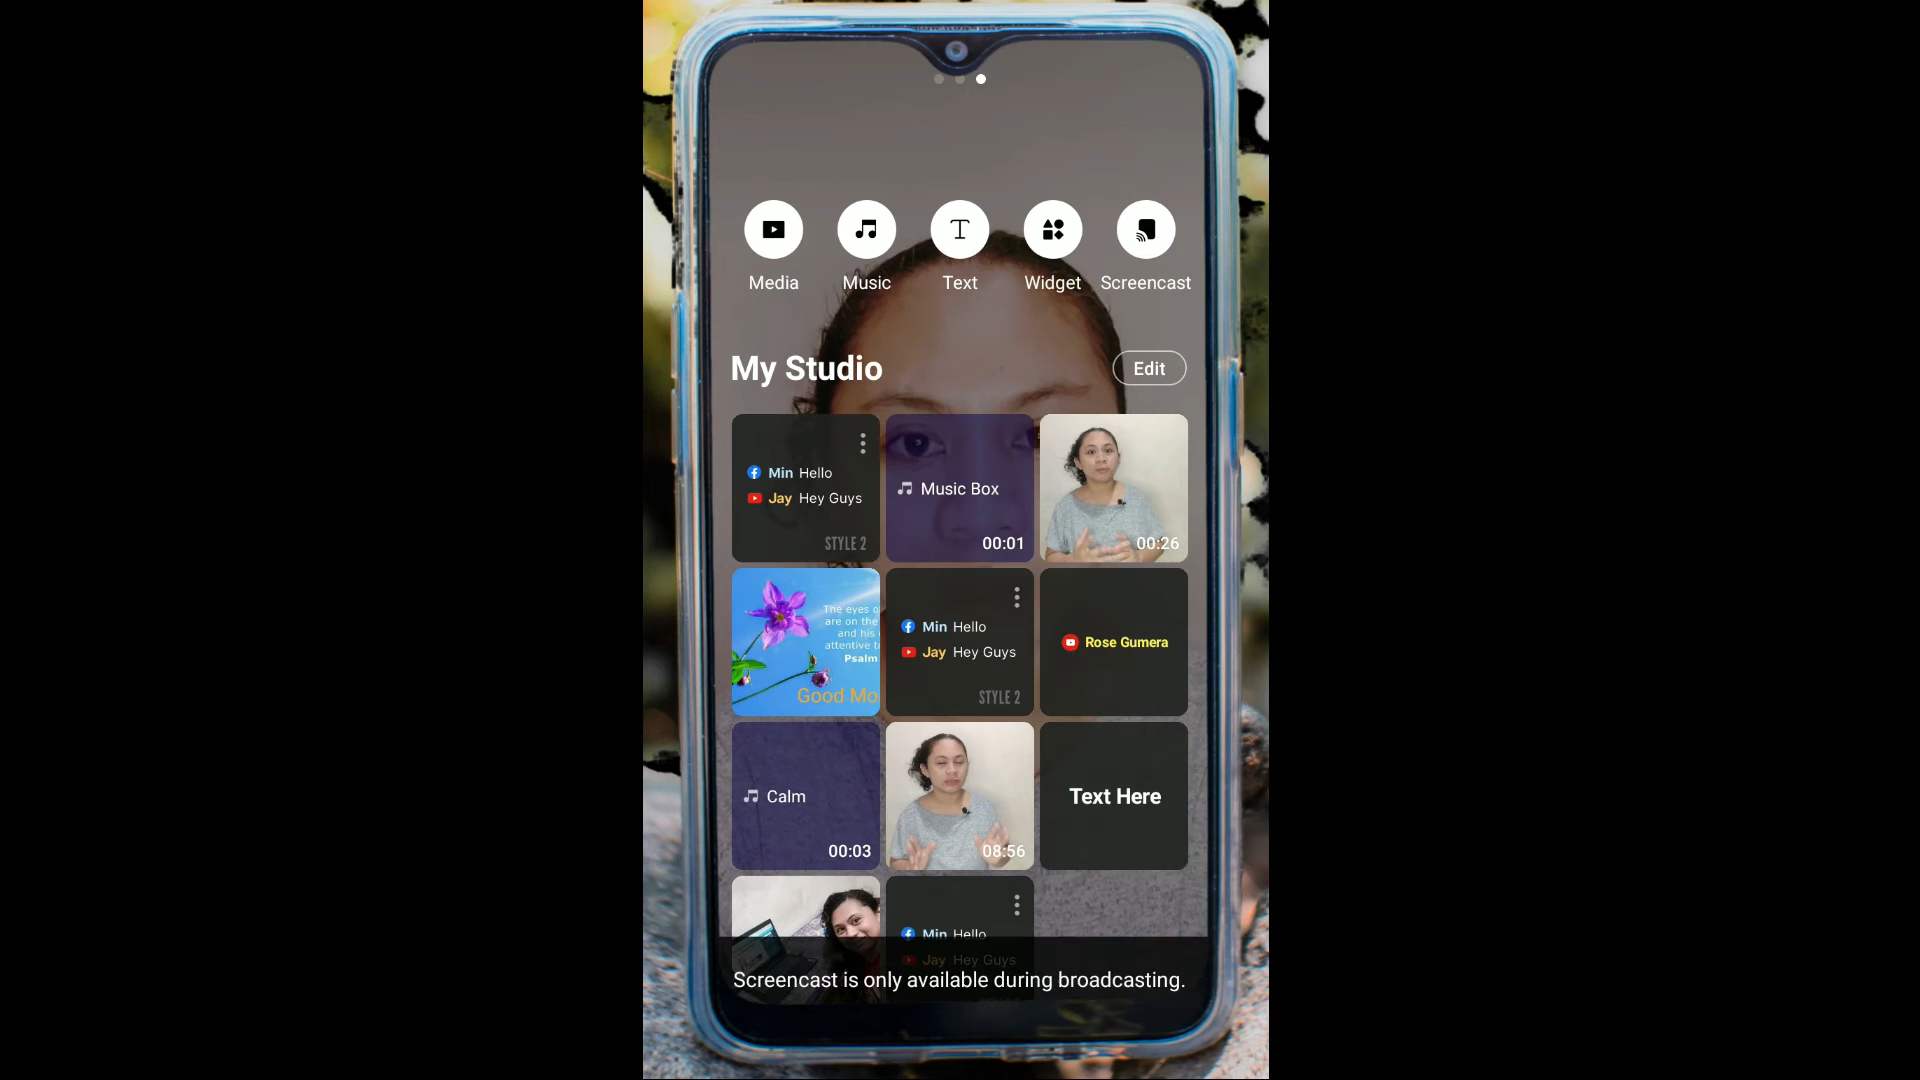 Media
Music
Text
Widget
Screencast
My Studio
Edit
Min Hello
Jay Hey Guys
STYLE 2
Music Box
00:01
00:26
The eyes o
are on the
and his
attentive t
Psalm
Good Mo
Min Hello
Jay Hey Guys
STYLE 2
Rose Gumera
Calm
00:03
08:56
Text Here
Min Hello
Jay Hey Guys
Screencast is only available during broadcasting.